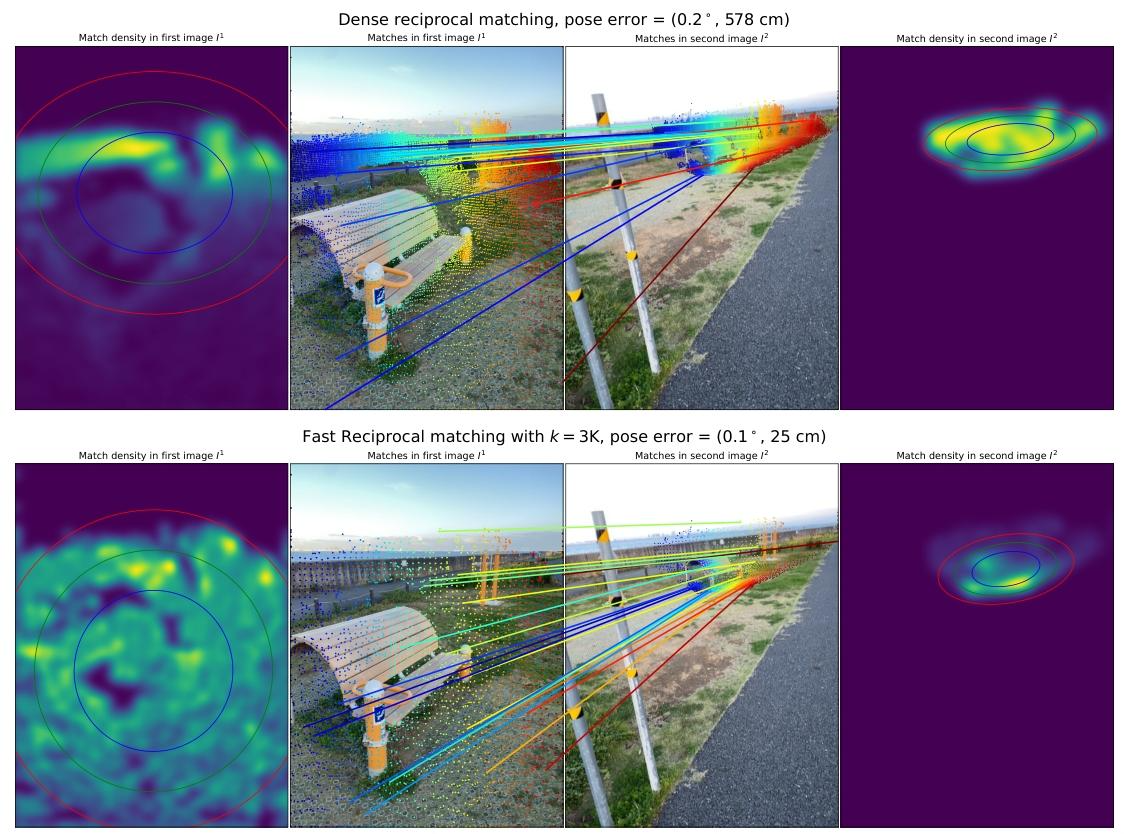 Dense reciprocal matching, pose error = (0.2°, 578 cm)
Match density in first image I¹
Matches in first image I¹
Matches in second image I²
Match density in second image I²
Fast Reciprocal matching with k = 3K, pose error = (0.1°, 25 cm)
Match density in first image I¹
Matches in first image I¹
Matches in second image I²
Match density in second image I²